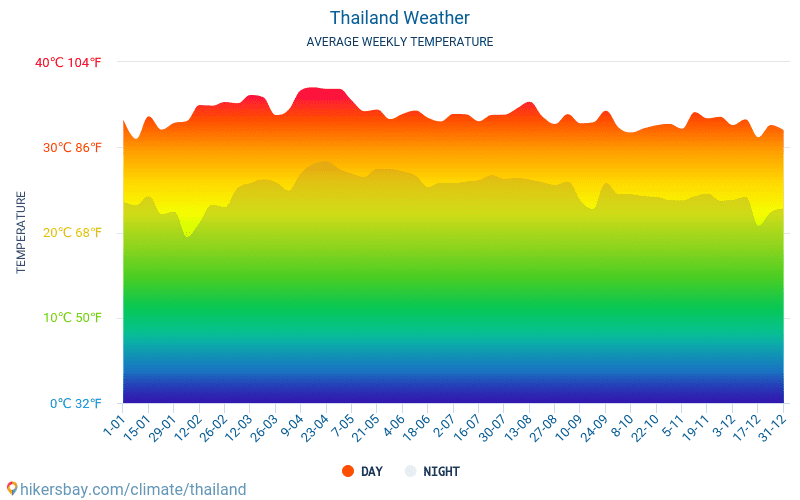 Thailand Weather
AVERAGE WEEKLY TEMPERATURE
TEMPERATURE
40°C 104°F
30°C 86°F
20°C 68°F
10°C 50°F
0°C 32°F
1-01 15-01 29-01 12-02 26-02 12-03 26-03 9-04 23-04 7-05 21-05 4-06 18-06 2-07 16-07 30-07 13-08 27-08 10-09 24-09 8-10 22-10 5-11 19-11 3-12 17-12 31-12
DAY NIGHT
hikersbay.com/climate/thailand